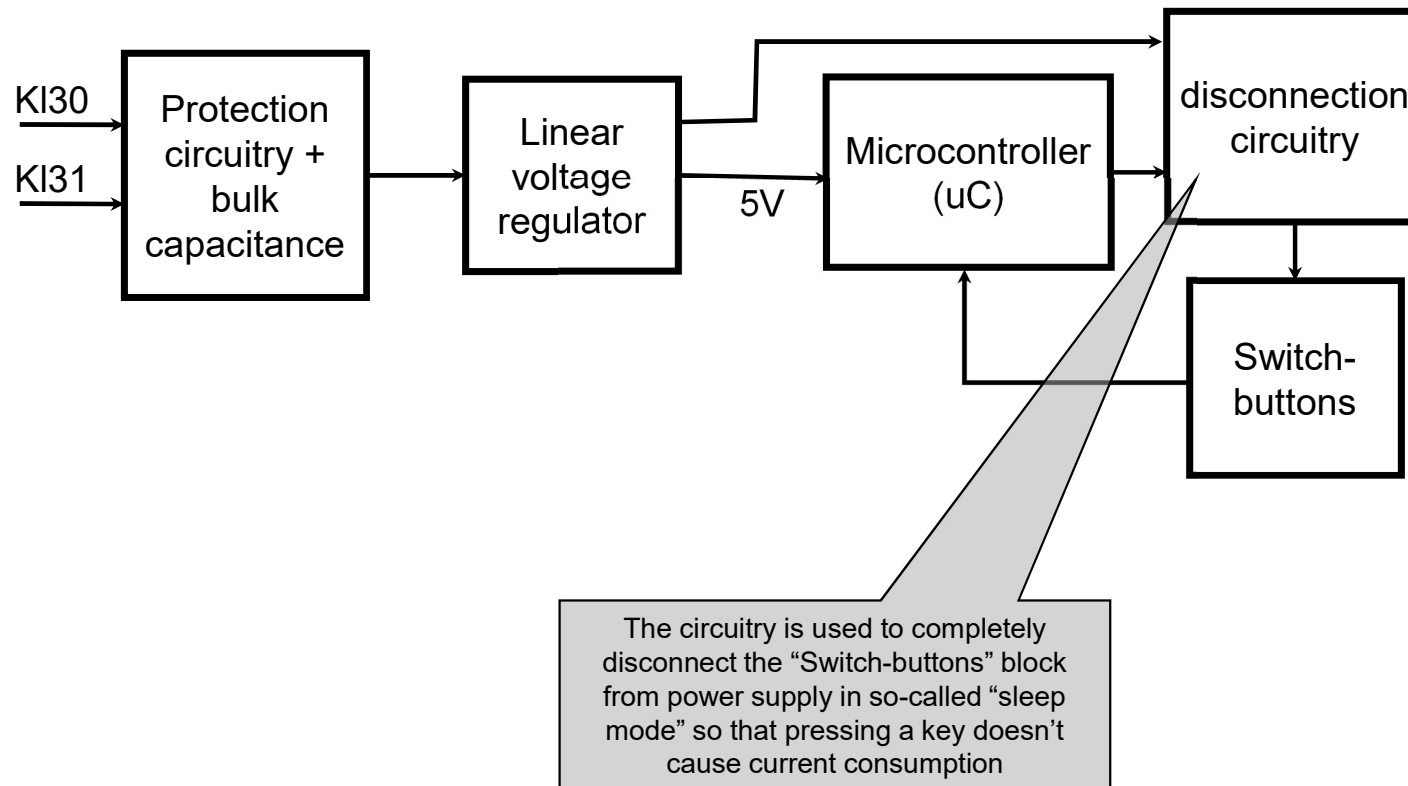 Kl30
Kl31
Protection
circuitry +
bulk
capacitance
Linear
voltage
regulator
5V
Microcontroller
(uC)
disconnection
circuitry
Switch-
buttons
The circuitry is used to completely
disconnect the “Switch-buttons” block
from power supply in so-called “sleep
mode” so that pressing a key doesn’t
cause current consumption